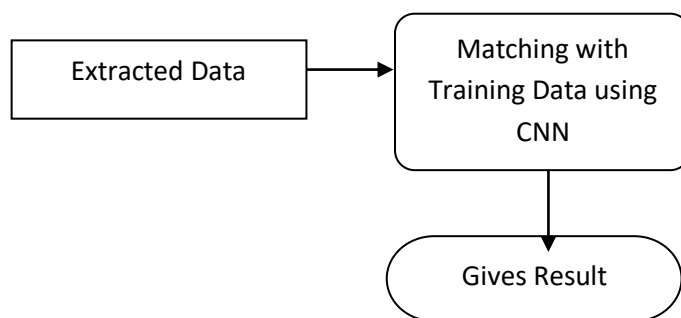 Extracted Data
Matching with
Training Data using
CNN
Gives Result